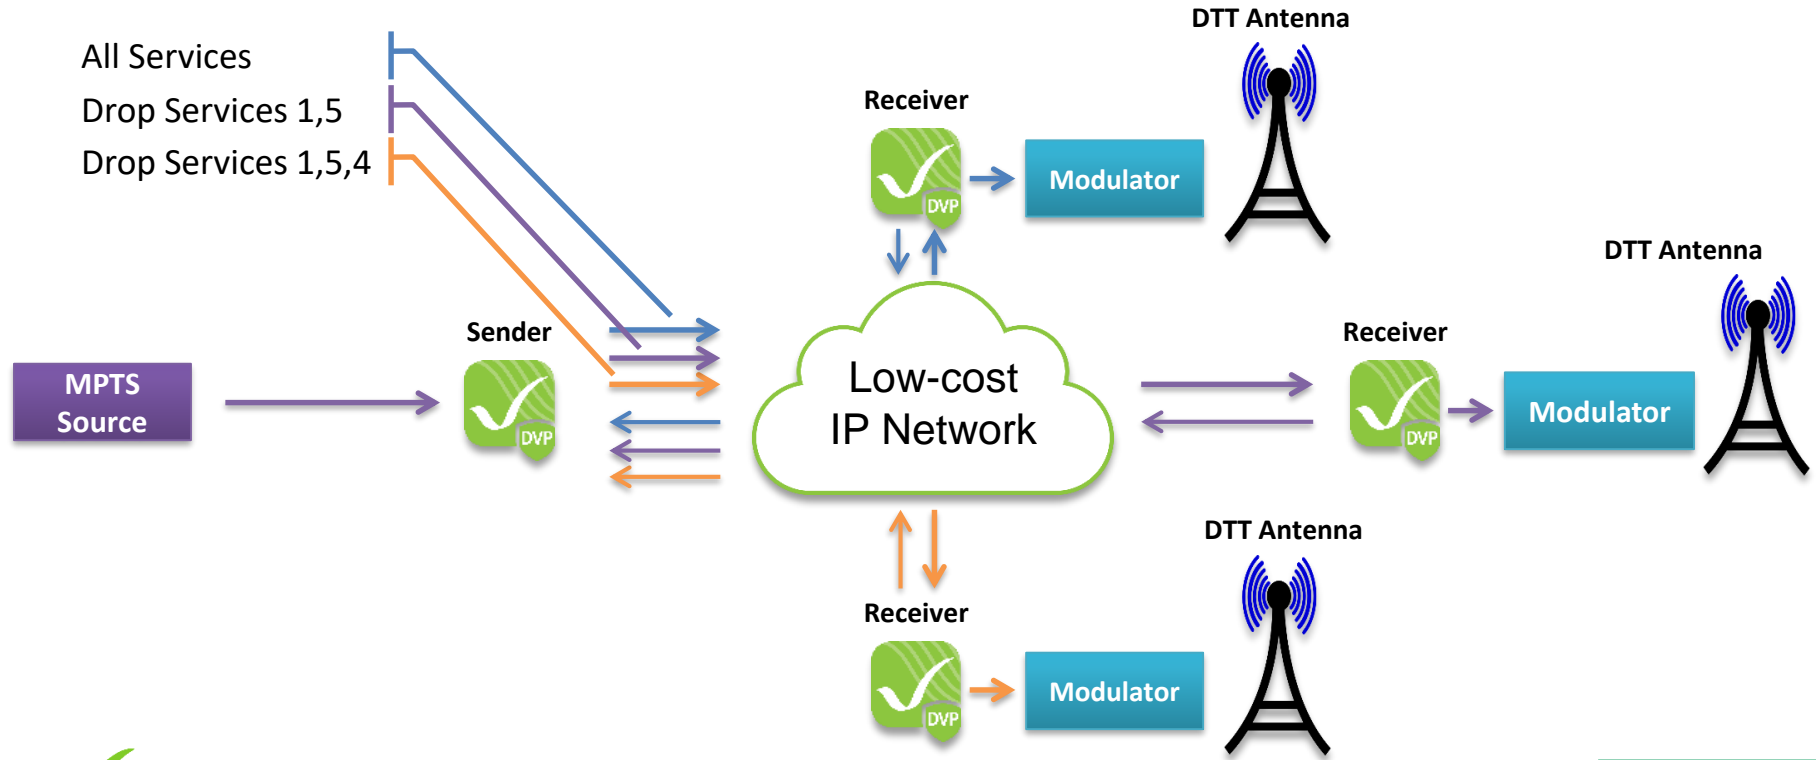 DTT Antenna
All Services
Drop Services 1,5
Drop Services 1,5,4
Receiver
DVP
Modulator
DTT Antenna
Sender
DVP
MPTS
Source
Low-cost
IP Network
Receiver
DVP
Modulator
DTT Antenna
Receiver
DVP
Modulator